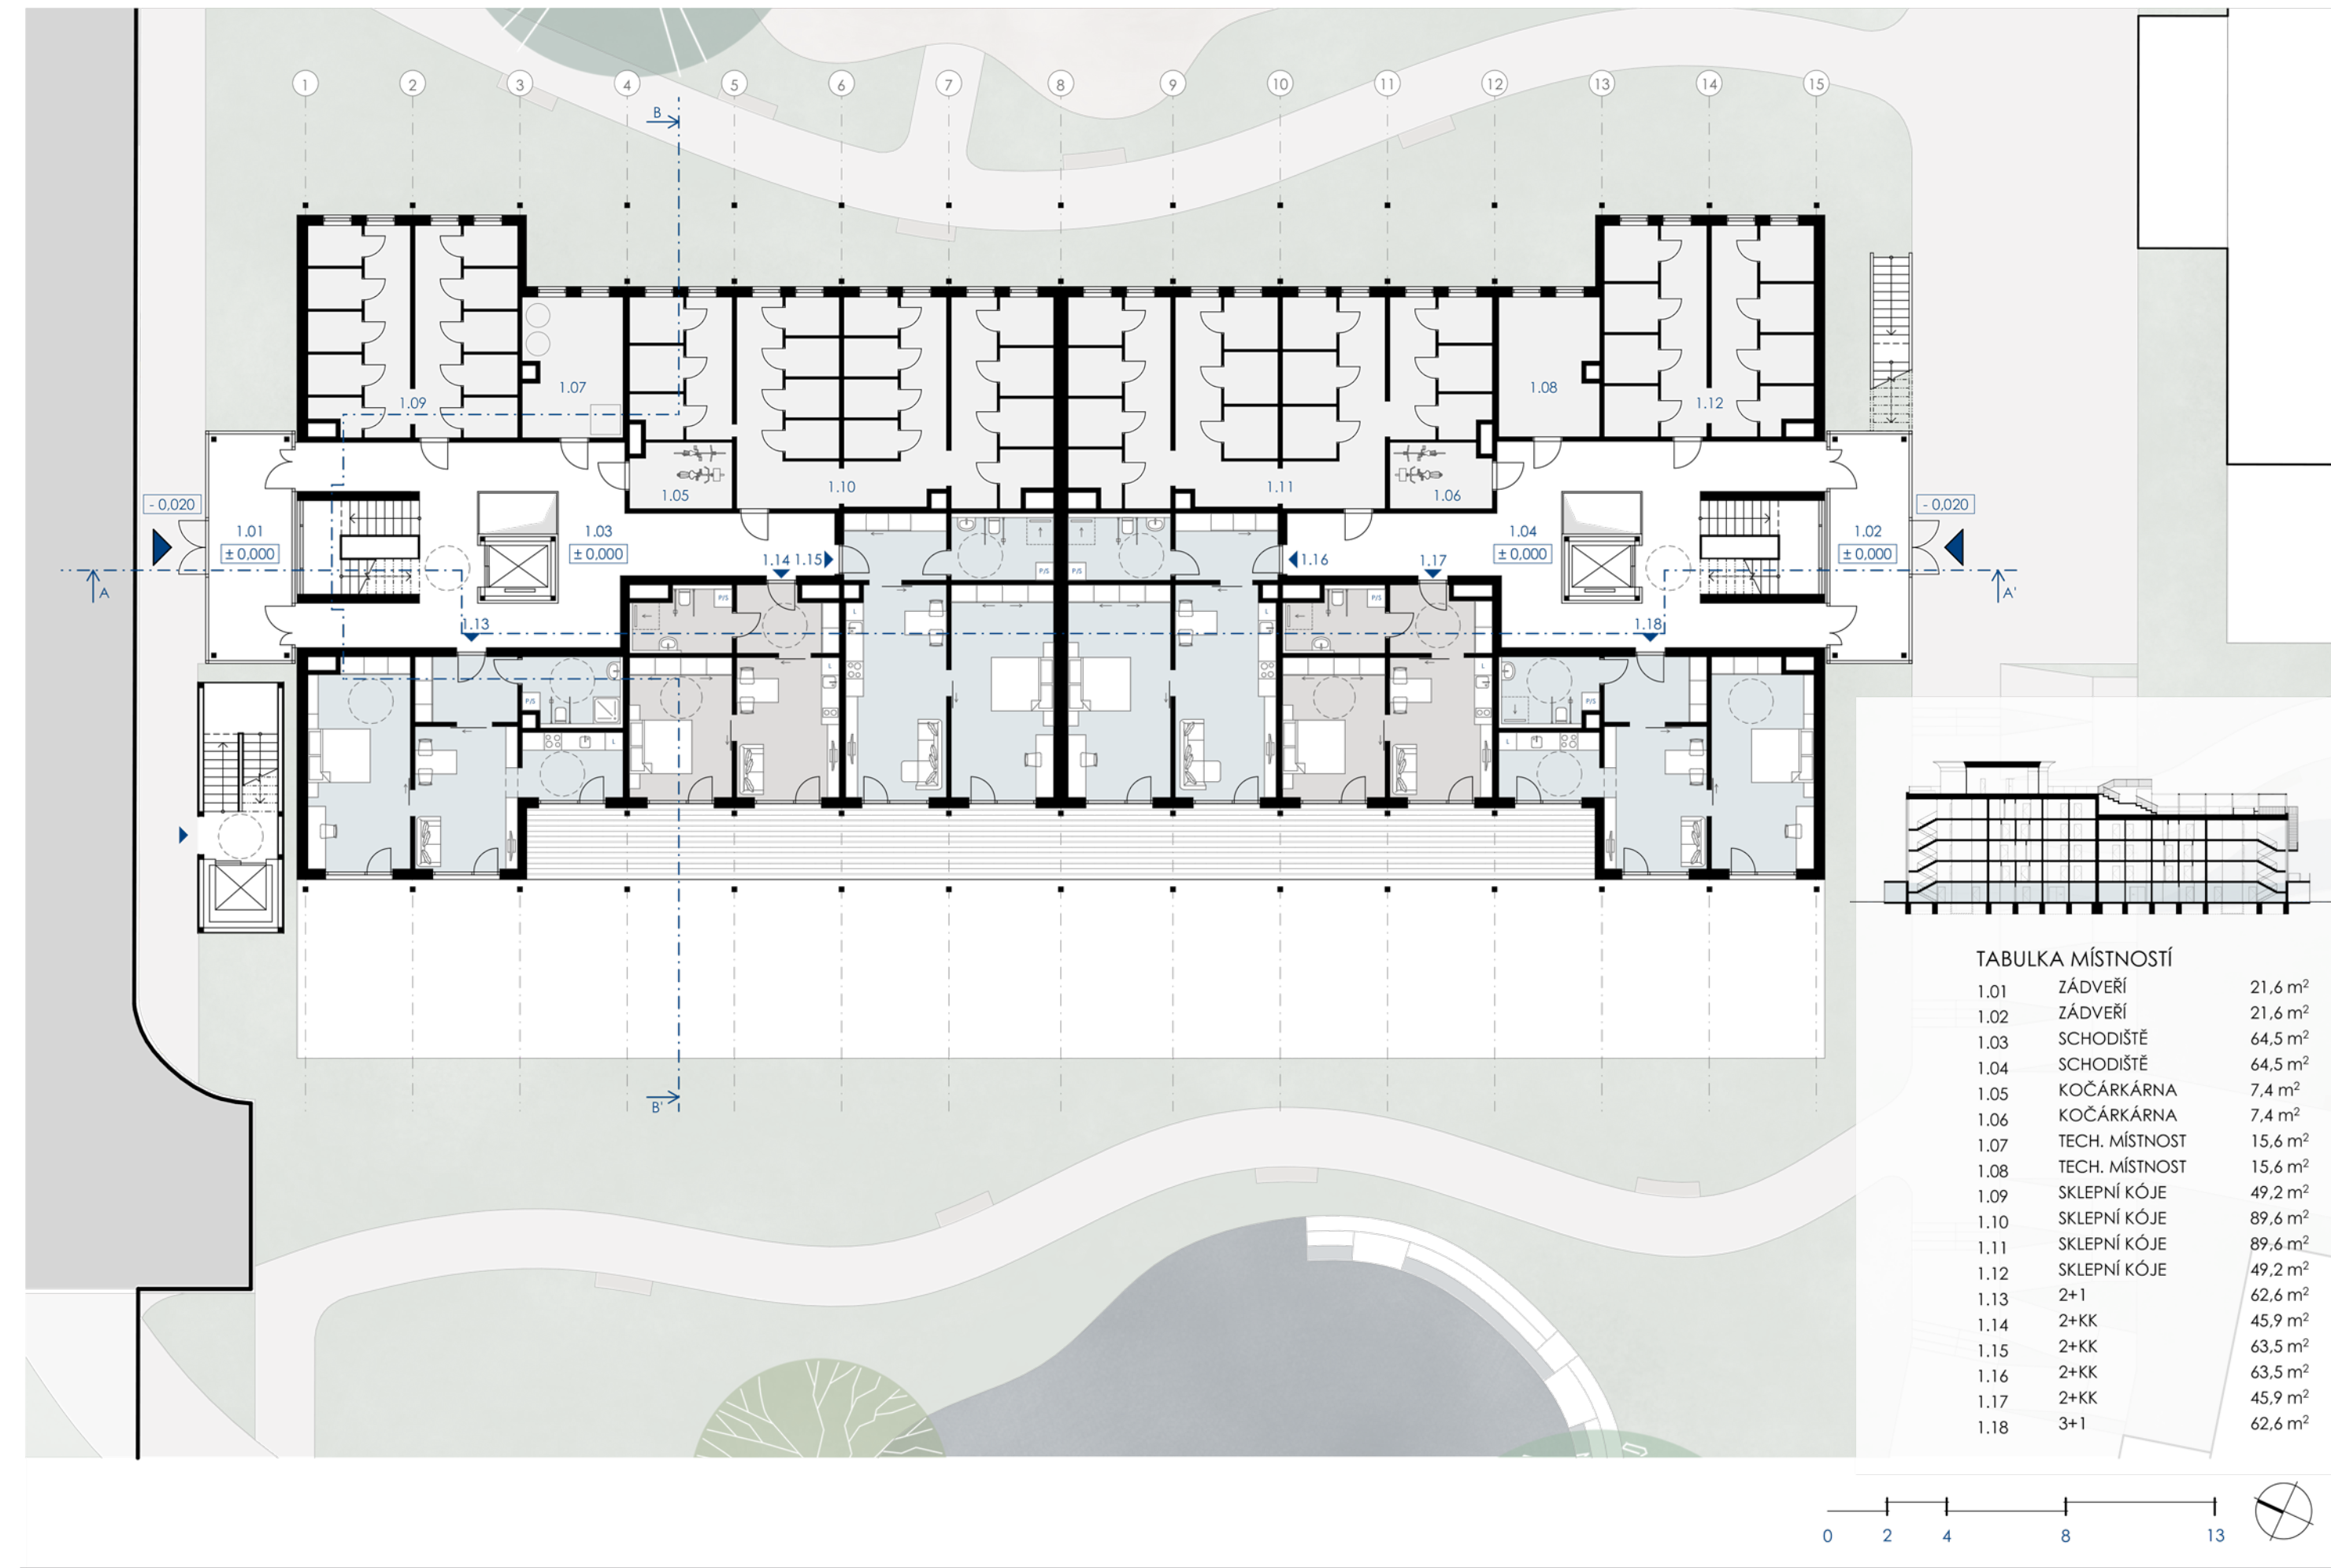 1 2 3 4 5 6 7 8 9 10 11 12 13 14 15
B
1.09
1.07
1.08
1.12
1.05
1.10
1.11
1.06
- 0,020
- 0,020
1.01
± 0,000
1.03
± 0,000
1.04
± 0,000
1.02
± 0,000
1.14 1.15
1.16
1.17
P/S
P/S
A
A'
P/S
P/S
1.13
1.18
L
L
L
L
P/S
P/S
L
L
B'
TABULKA MÍSTNOSTÍ
1.01 ZÁDVEŘÍ 21,6 m²
1.02 ZÁDVEŘÍ 21,6 m²
1.03 SCHODIŠTĚ 64,5 m²
1.04 SCHODIŠTĚ 64,5 m²
1.05 KOČÁRKÁRNA 7,4 m²
1.06 KOČÁRKÁRNA 7,4 m²
1.07 TECH. MÍSTNOST 15,6 m²
1.08 TECH. MÍSTNOST 15,6 m²
1.09 SKLEPNÍ KÓJE 49,2 m²
1.10 SKLEPNÍ KÓJE 89,6 m²
1.11 SKLEPNÍ KÓJE 89,6 m²
1.12 SKLEPNÍ KÓJE 49,2 m²
1.13 2+1 62,6 m²
1.14 2+KK 45,9 m²
1.15 2+KK 63,5 m²
1.16 2+KK 63,5 m²
1.17 2+KK 45,9 m²
1.18 3+1 62,6 m²
0 2 4 8 13